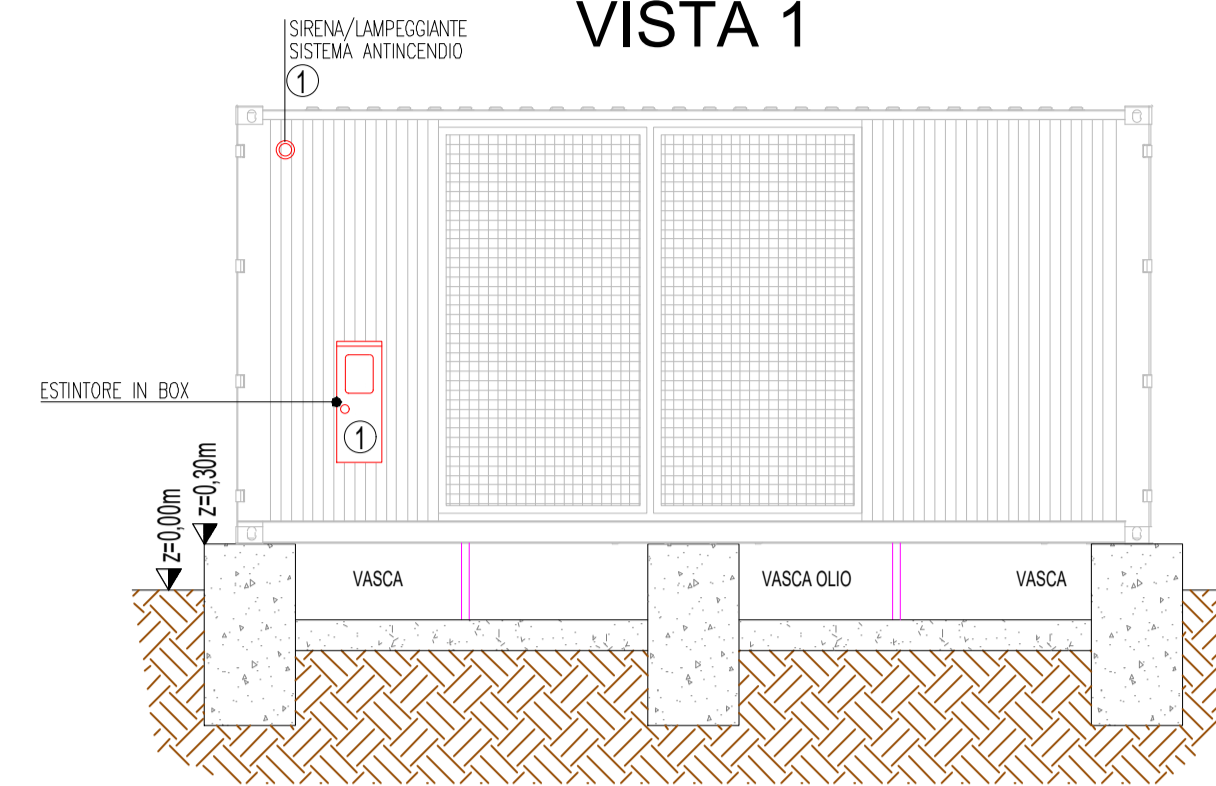 VISTA 1
SIRENA/LAMPEGGIANTE
SISTEMA ANTINCENDIO
1
ESTINTORE IN BOX
1
z=0,30m
z=0,00m
VASCA
VASCA OLIO
VASCA